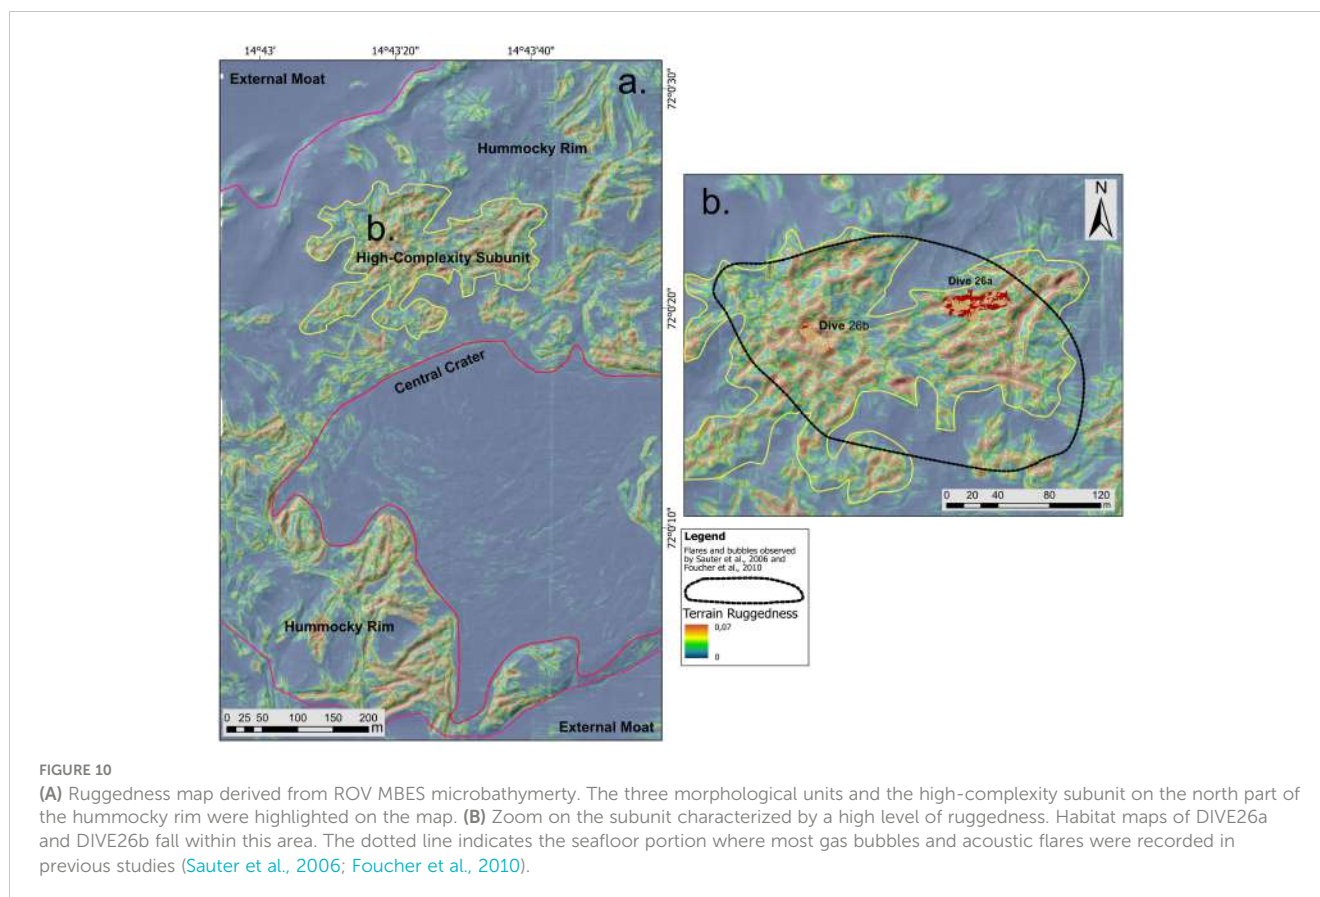 14°43'
14°43'20"
14°43'40"
External Moat
a.
72°0'30"
Hummocky Rim
b.
High-Complexity Subunit
72°0'20"
Central Crater
72°0'10"
Hummocky Rim
External Moat
0 25 50 100 150 200
m
b.
N
Dive 26a
Dive 26b
0 20 40 80 120
m
Legend
Flares and bubbles observed
by Sauter et al., 2006 and
Foucher et al., 2010
Terrain Ruggedness
0,07
0
FIGURE 10
(A) Ruggedness map derived from ROV MBES microbathymerty. The three morphological units and the high-complexity subunit on the north part of
the hummocky rim were highlighted on the map. (B) Zoom on the subunit characterized by a high level of ruggedness. Habitat maps of DIVE26a
and DIVE26b fall within this area. The dotted line indicates the seafloor portion where most gas bubbles and acoustic flares were recorded in
previous studies (Sauter et al., 2006; Foucher et al., 2010).